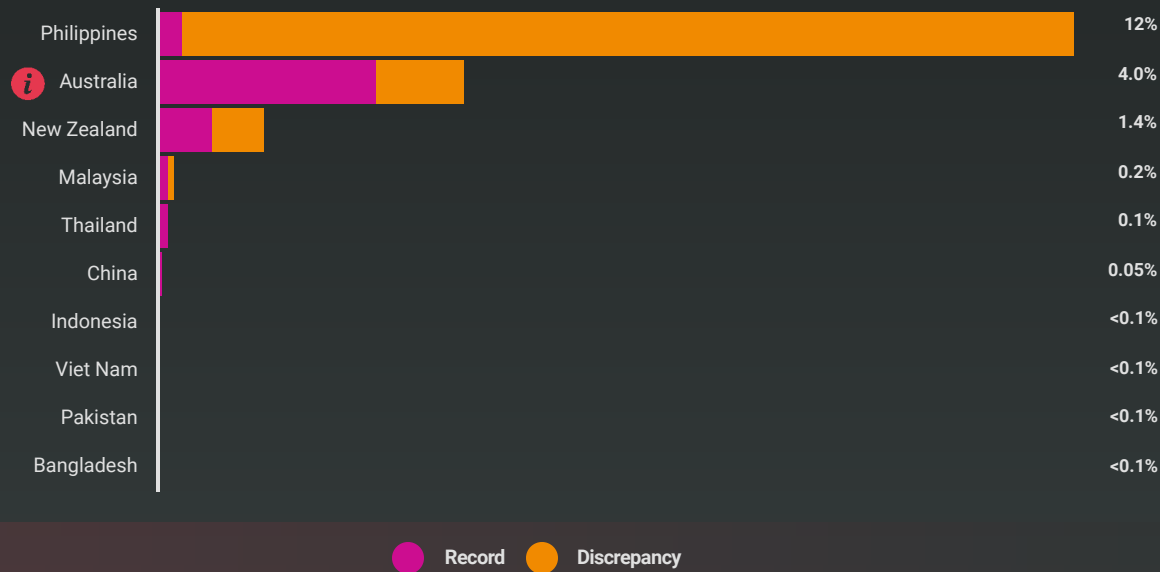 Philippines 12%
i Australia 4.0%
New Zealand 1.4%
Malaysia 0.2%
Thailand 0.1%
China 0.05%
Indonesia <0.1%
Viet Nam <0.1%
Pakistan <0.1%
Bangladesh <0.1%
Record Discrepancy